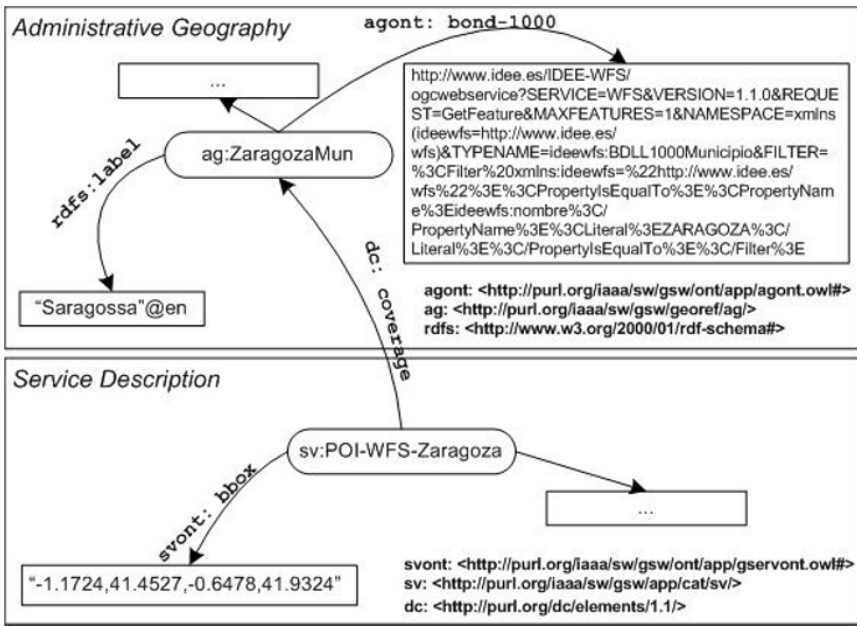 Administrative Geography
agont: bond-1000
...
http://www.idee.es/IDEE-WFS/
ogcwebservice?SERVICE=WFS&VERSION=1.1.0&REQUE
ST=GetFeature&MAXFEATURES=1&NAMESPACE=xmlns
(ideewfs=http://www.idee.es/
wfs)&TYPENAME=ideewfs:BDLL1000Municipio&FILTER=
%3CFilter%20xmlns:ideewfs=%22http://www.idee.es/
wfs%22%3E%3CPropertyIsEqualTo%3E%3CPropertyNam
e%3Eideewfs:nombre%3C/
PropertyName%3E%3CLiteral%3EZARAGOZA%3C/
Literal%3E%3C/PropertyIsEqualTo%3E%3C/Filter%3E
ag:ZaragozaMun
rdfs:label
dc: coverage
"Saragossa"@en
agont: <http://purl.org/iaaa/sw/gsw/ont/app/agont.owl#>
ag: <http://purl.org/iaaa/sw/gsw/georef/ag/>
rdfs: <http://www.w3.org/2000/01/rdf-schema#>
Service Description
sv:POI-WFS-Zaragoza
svont: bbox
...
"-1.1724,41.4527,-0.6478,41.9324"
svont: <http://purl.org/iaaa/sw/gsw/ont/app/gservont.owl#>
sv: <http://purl.org/iaaa/sw/gsw/app/cat/sv/>
dc: <http://purl.org/dc/elements/1.1/>